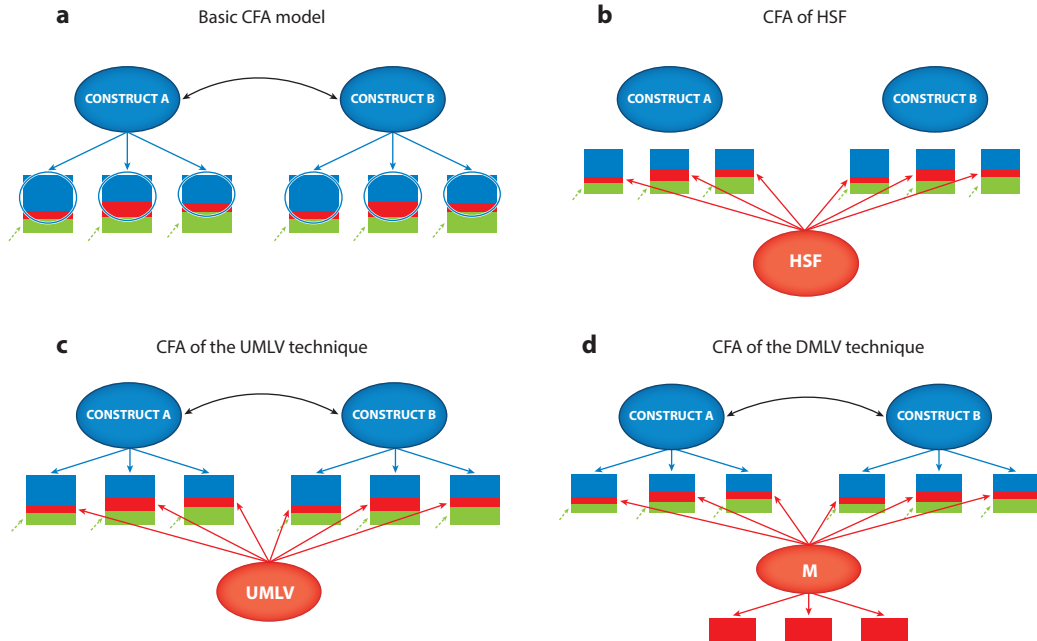 a Basic CFA model
CONSTRUCT A
CONSTRUCT B
b CFA of HSF
CONSTRUCT A
CONSTRUCT B
HSF
c CFA of the UMLV technique
CONSTRUCT A
CONSTRUCT B
UMLV
d CFA of the DMLV technique
CONSTRUCT A
CONSTRUCT B
M